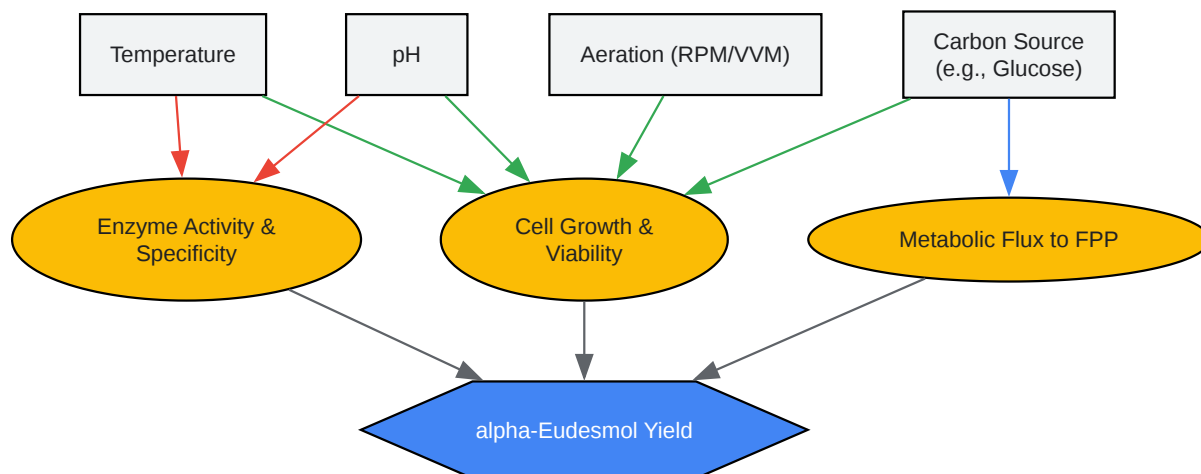 Temperature
pH
Aeration (RPM/VVM)
Carbon Source
(e.g., Glucose)
Enzyme Activity &
Specificity
Cell Growth &
Viability
Metabolic Flux to FPP
alpha-Eudesmol Yield